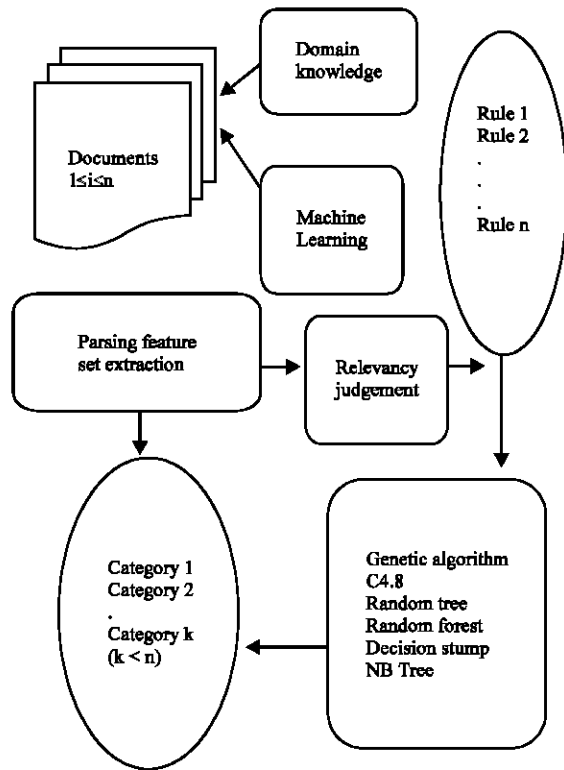 Domain
knowledge
Documents
1≤i≤n
Machine
Learning
Rule 1
Rule 2
.
.
.
Rule n
Parsing feature
set extraction
Relevancy
judgement
Category 1
Category 2
.
Category k
(k < n)
Genetic algorithm
C4.8
Random tree
Random forest
Decision stump
NB Tree